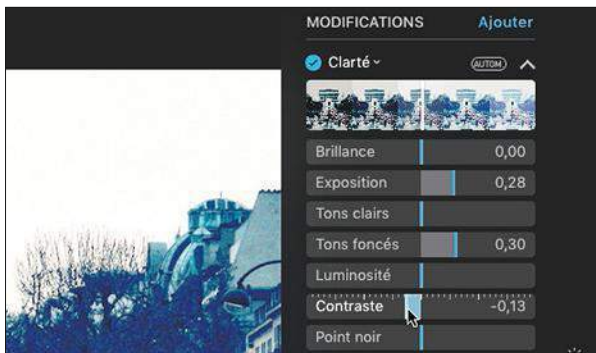 MODIFICATIONS Ajouter
Clarté AUTOM
Brillance 0,00
Exposition 0,28
Tons clairs
Tons foncés 0,30
Luminosité
Contraste -0,13
Point noir